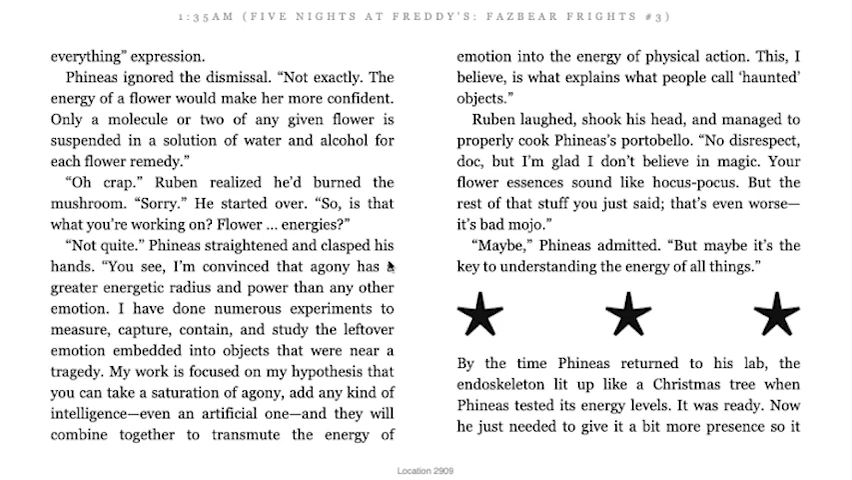 1:35AM (FIVE NIGHTS AT FREDDY'S: FAZBEAR FRIGHTS #3)
everything” expression.
Phineas ignored the dismissal. “Not exactly. The
energy of a flower would make her more confident.
Only a molecule or two of any given flower is
suspended in a solution of water and alcohol for
each flower remedy.”
“Oh crap.” Ruben realized he’d burned the
mushroom. “Sorry.” He started over. “So, is that
what you’re working on? Flower ... energies?”
“Not quite.” Phineas straightened and clasped his
hands. “You see, I’m convinced that agony has a
greater energetic radius and power than any other
emotion. I have done numerous experiments to
measure, capture, contain, and study the leftover
emotion embedded into objects that were near a
tragedy. My work is focused on my hypothesis that
you can take a saturation of agony, add any kind of
intelligence—even an artificial one—and they will
combine together to transmute the energy of
emotion into the energy of physical action. This, I
believe, is what explains what people call ‘haunted’
objects.”
Ruben laughed, shook his head, and managed to
properly cook Phineas’s portobello. “No disrespect,
doc, but I’m glad I don’t believe in magic. Your
flower essences sound like hocus-pocus. But the
rest of that stuff you just said; that’s even worse—
it’s bad mojo.”
“Maybe,” Phineas admitted. “But maybe it’s the
key to understanding the energy of all things.”
By the time Phineas returned to his lab, the
endoskeleton lit up like a Christmas tree when
Phineas tested its energy levels. It was ready. Now
he just needed to give it a bit more presence so it
Location 2909